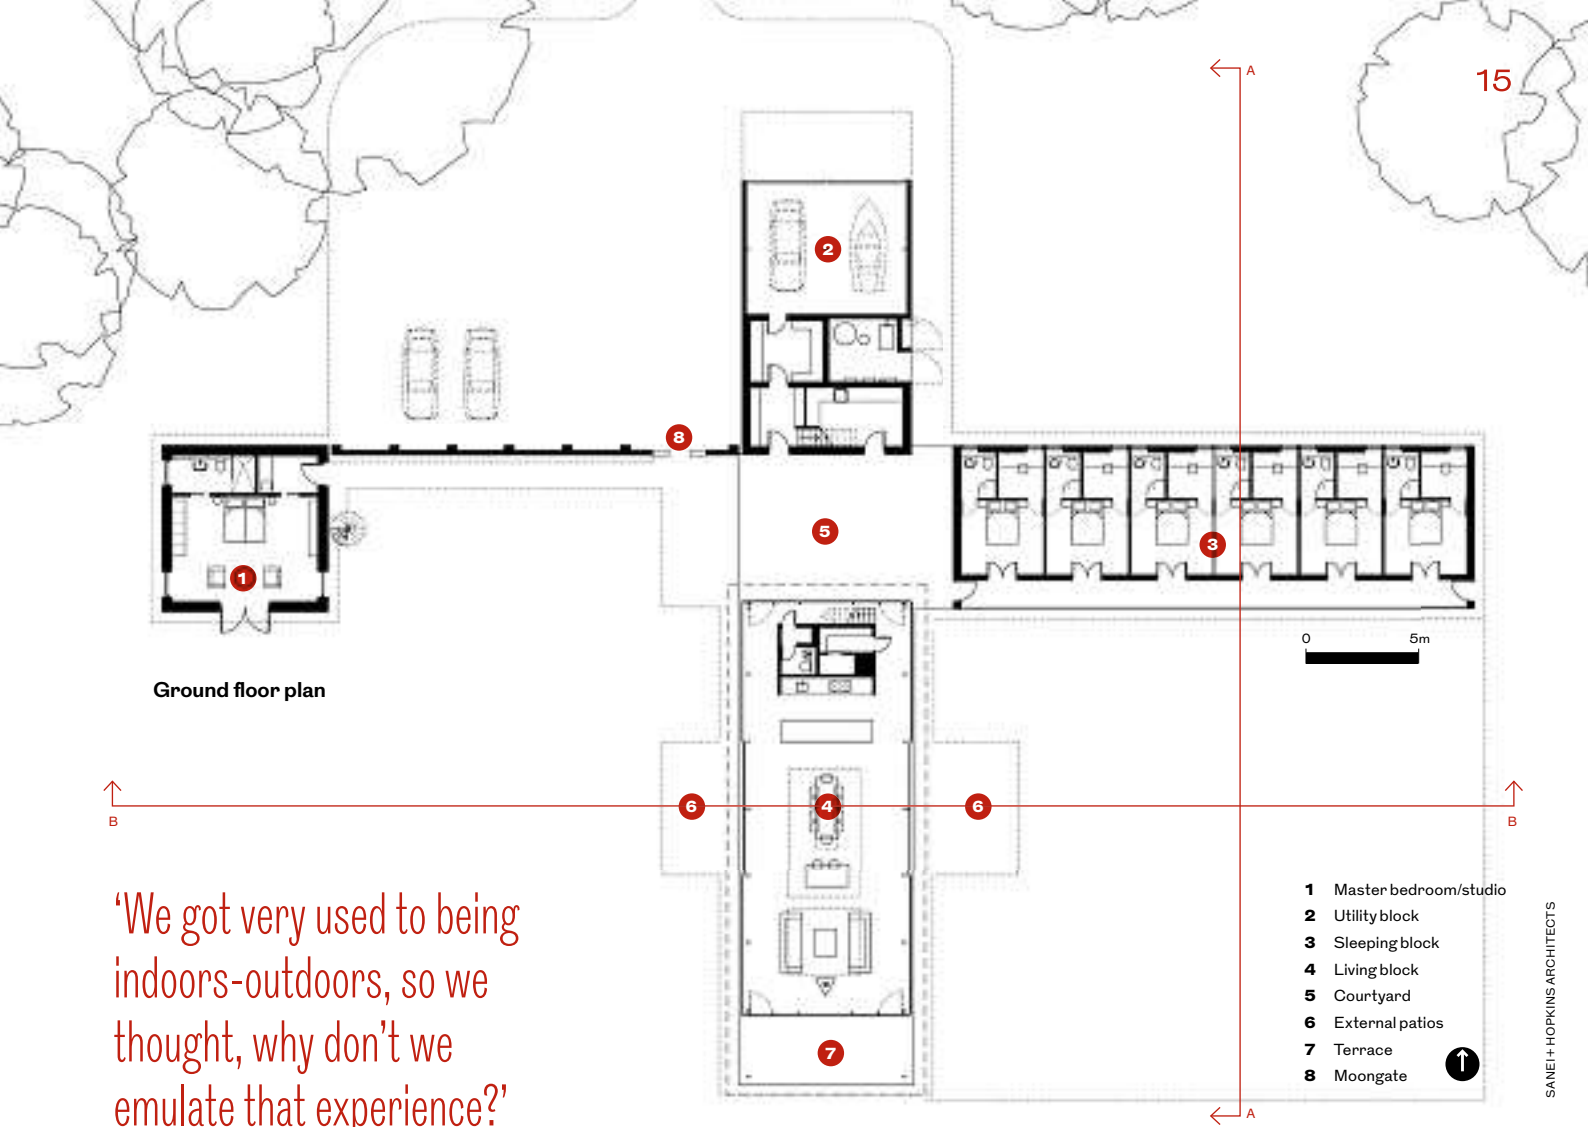 A
15
2
8
5
3
1
0 5m
Ground floor plan
6
4
6
B
B
‘We got very used to being
indoors-outdoors, so we
thought, why don’t we
emulate that experience?’
7
1 Master bedroom/studio
2 Utility block
3 Sleeping block
4 Living block
5 Courtyard
6 External patios
7 Terrace
8 Moongate
A
SANEI + HOPKINS ARCHITECTS